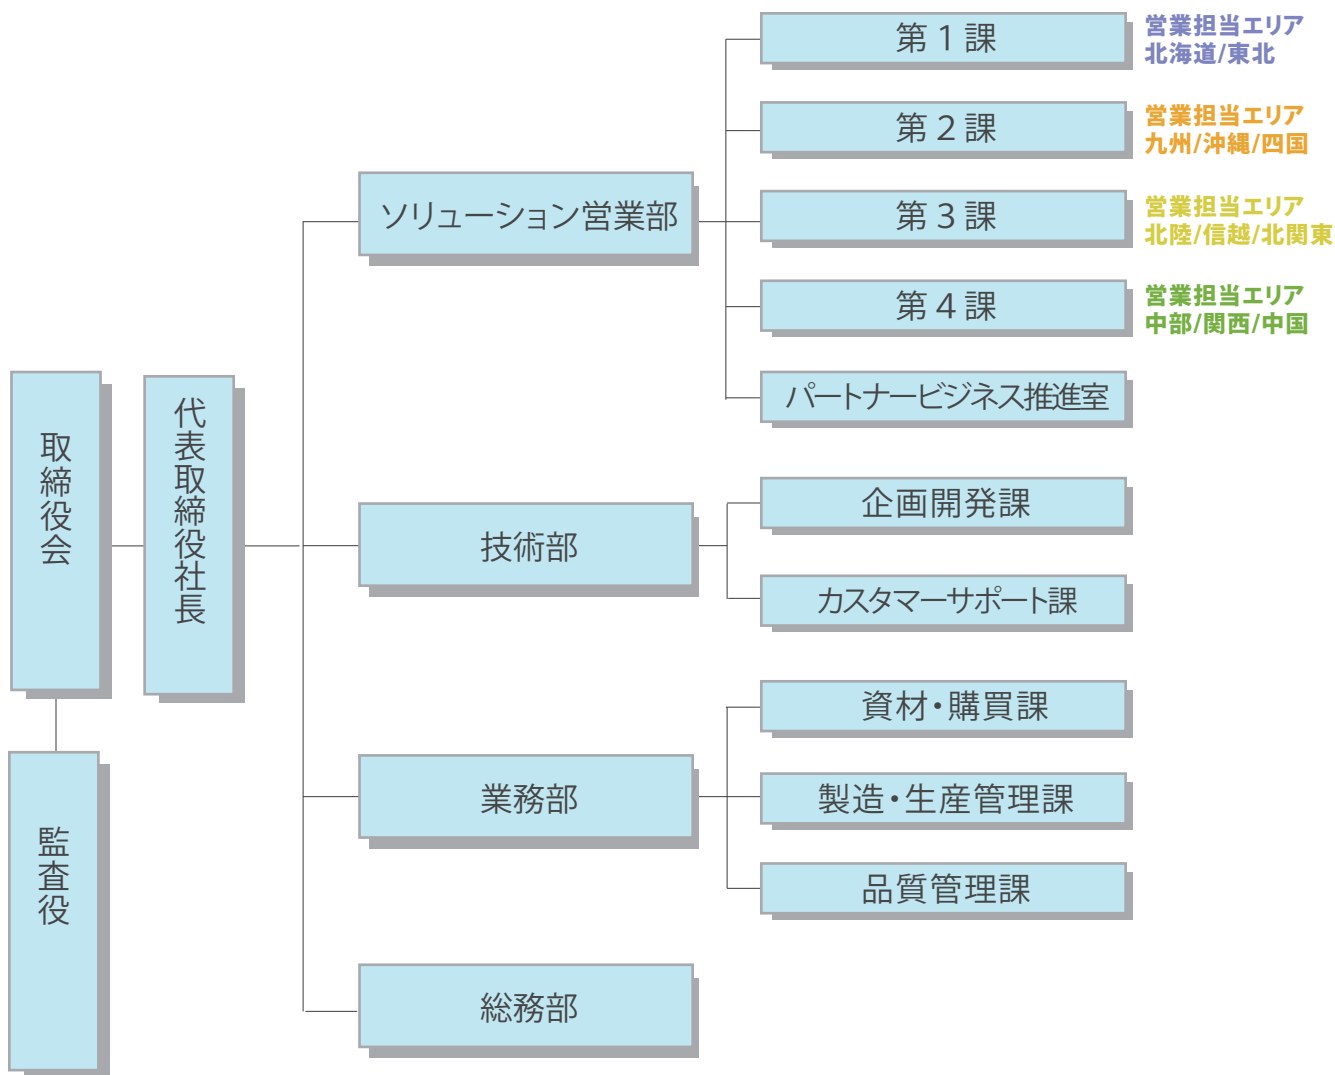 取締役会
監査役
代表取締役社長
ソリューション営業部
第1課
営業担当エリア
北海道/東北
第2課
営業担当エリア
九州/沖縄/四国
第3課
営業担当エリア
北陸/信越/北関東
第4課
営業担当エリア
中部/関西/中国
パートナービジネス推進室
技術部
企画開発課
カスタマーサポート課
業務部
資材・購買課
製造・生産管理課
品質管理課
総務部